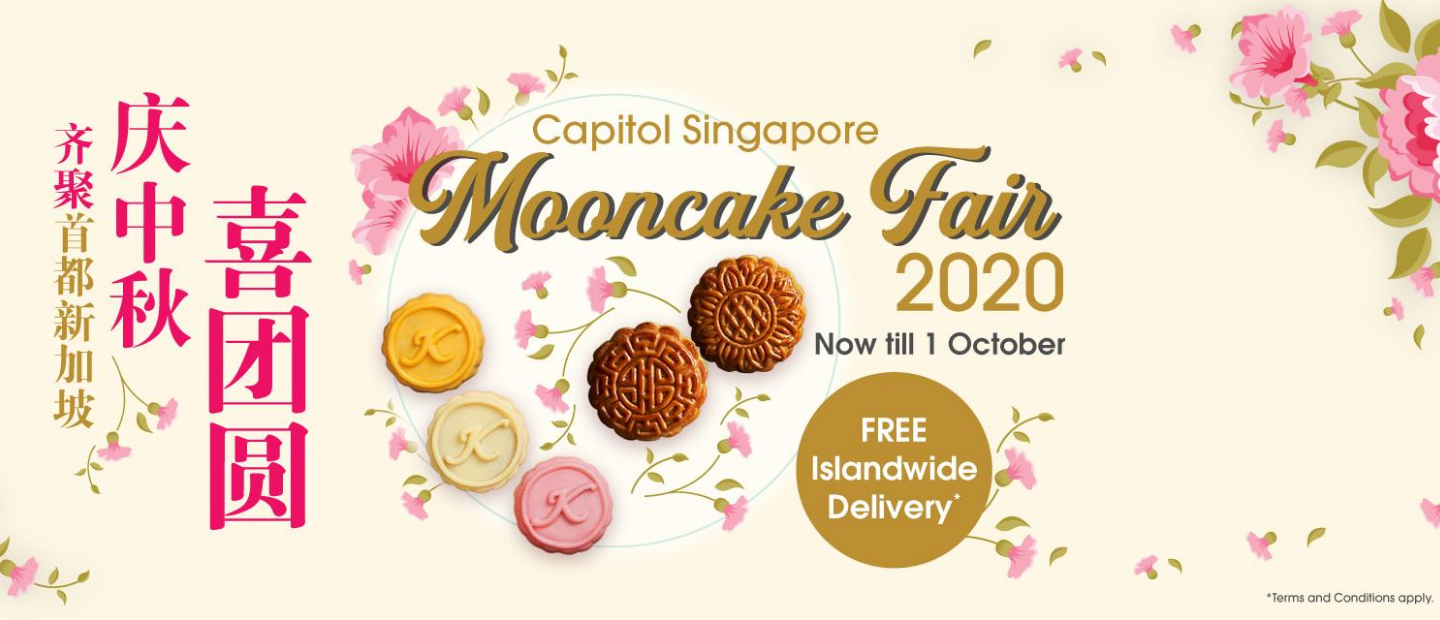 齐聚首都新加坡
庆中秋
喜团圆
Capitol Singapore
Mooncake Fair
2020
Now till 1 October
K
K
K
FREE
Islandwide
Delivery*
*Terms and Conditions apply.